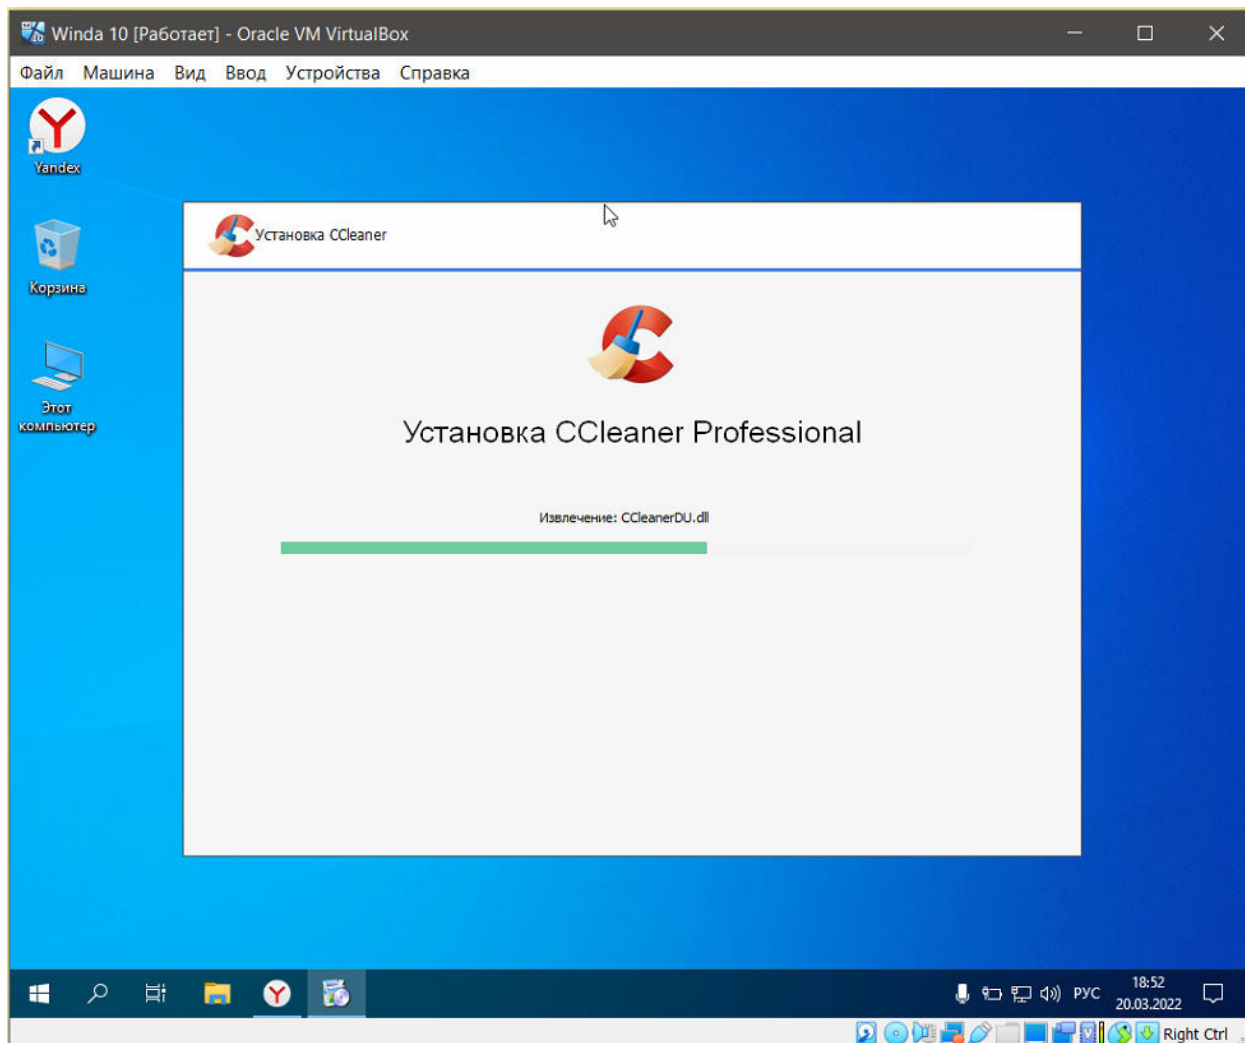 Winda 10 [Работает] - Oracle VM VirtualBox
Файл Машина Вид Ввод Устройства Справка
Yandex
Корзина
Этот
компьютер
Установка CCleaner
Установка CCleaner Professional
Извлечение: CCleanerDU.dll
РУС
18:52
20.03.2022
Right Ctrl